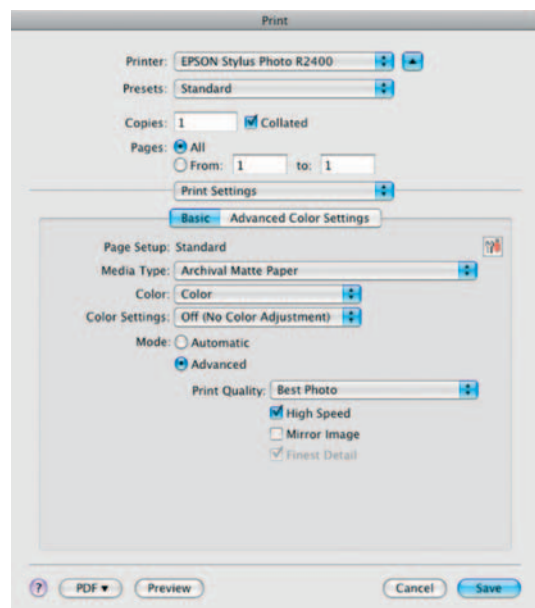 Print
Printer: EPSON Stylus Photo R2400
Presets: Standard
Copies: 1 Collated
Pages: All
From: 1 to: 1
Print Settings
Basic Advanced Color Settings
Page Setup: Standard
Media Type: Archival Matte Paper
Color: Color
Color Settings: Off (No Color Adjustment)
Mode: Automatic
Advanced
Print Quality: Best Photo
High Speed
Mirror Image
Finest Detail
? PDF Preview Cancel Save